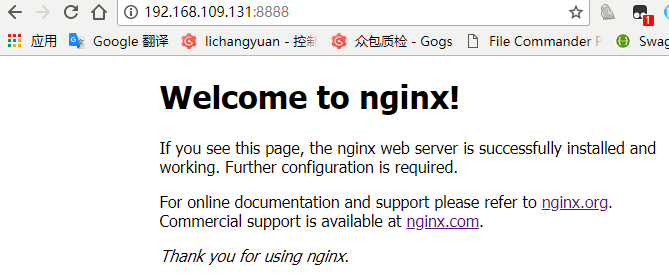 192.168.109.131:8888
1
应用 Google 翻译 lichangyuan - 控制 众包质检 - Gogs File Commander Swag
Welcome to nginx!
If you see this page, the nginx web server is successfully installed and
working. Further configuration is required.
For online documentation and support please refer to nginx.org.
Commercial support is available at nginx.com.
Thank you for using nginx.